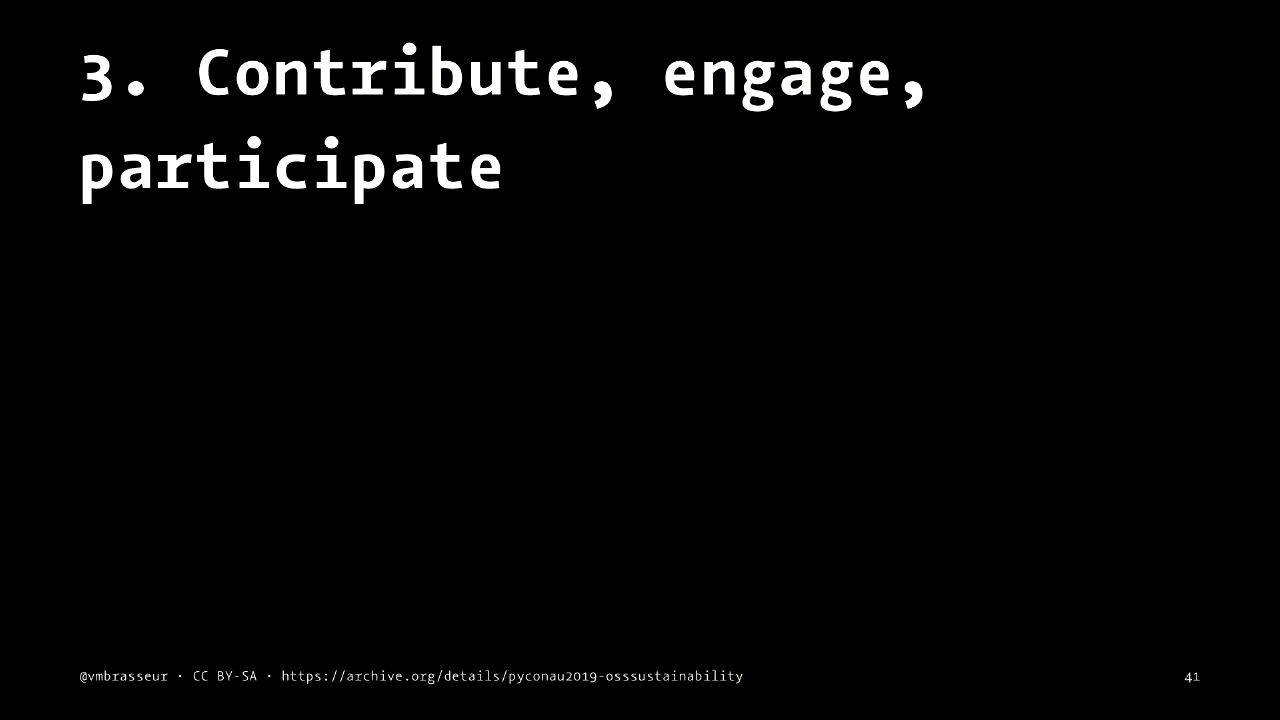 3. Contribute, engage,
participate
@vmbrasseur · CC BY-SA · https://archive.org/details/pyconau2019-osssustainability
41